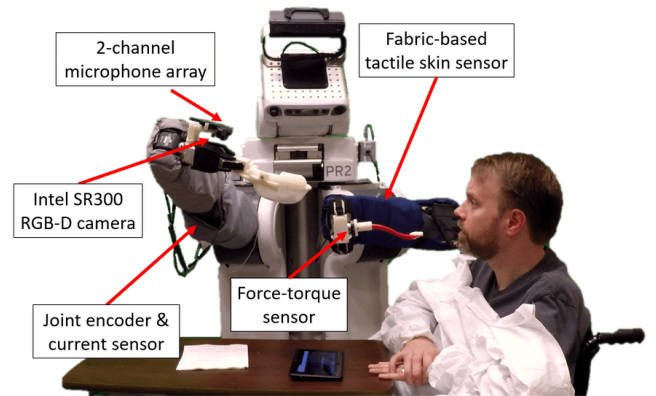 2-channel
microphone array
Fabric-based
tactile skin sensor
PR2
Intel SR300
RGB-D camera
Joint encoder &
current sensor
Force-torque
sensor